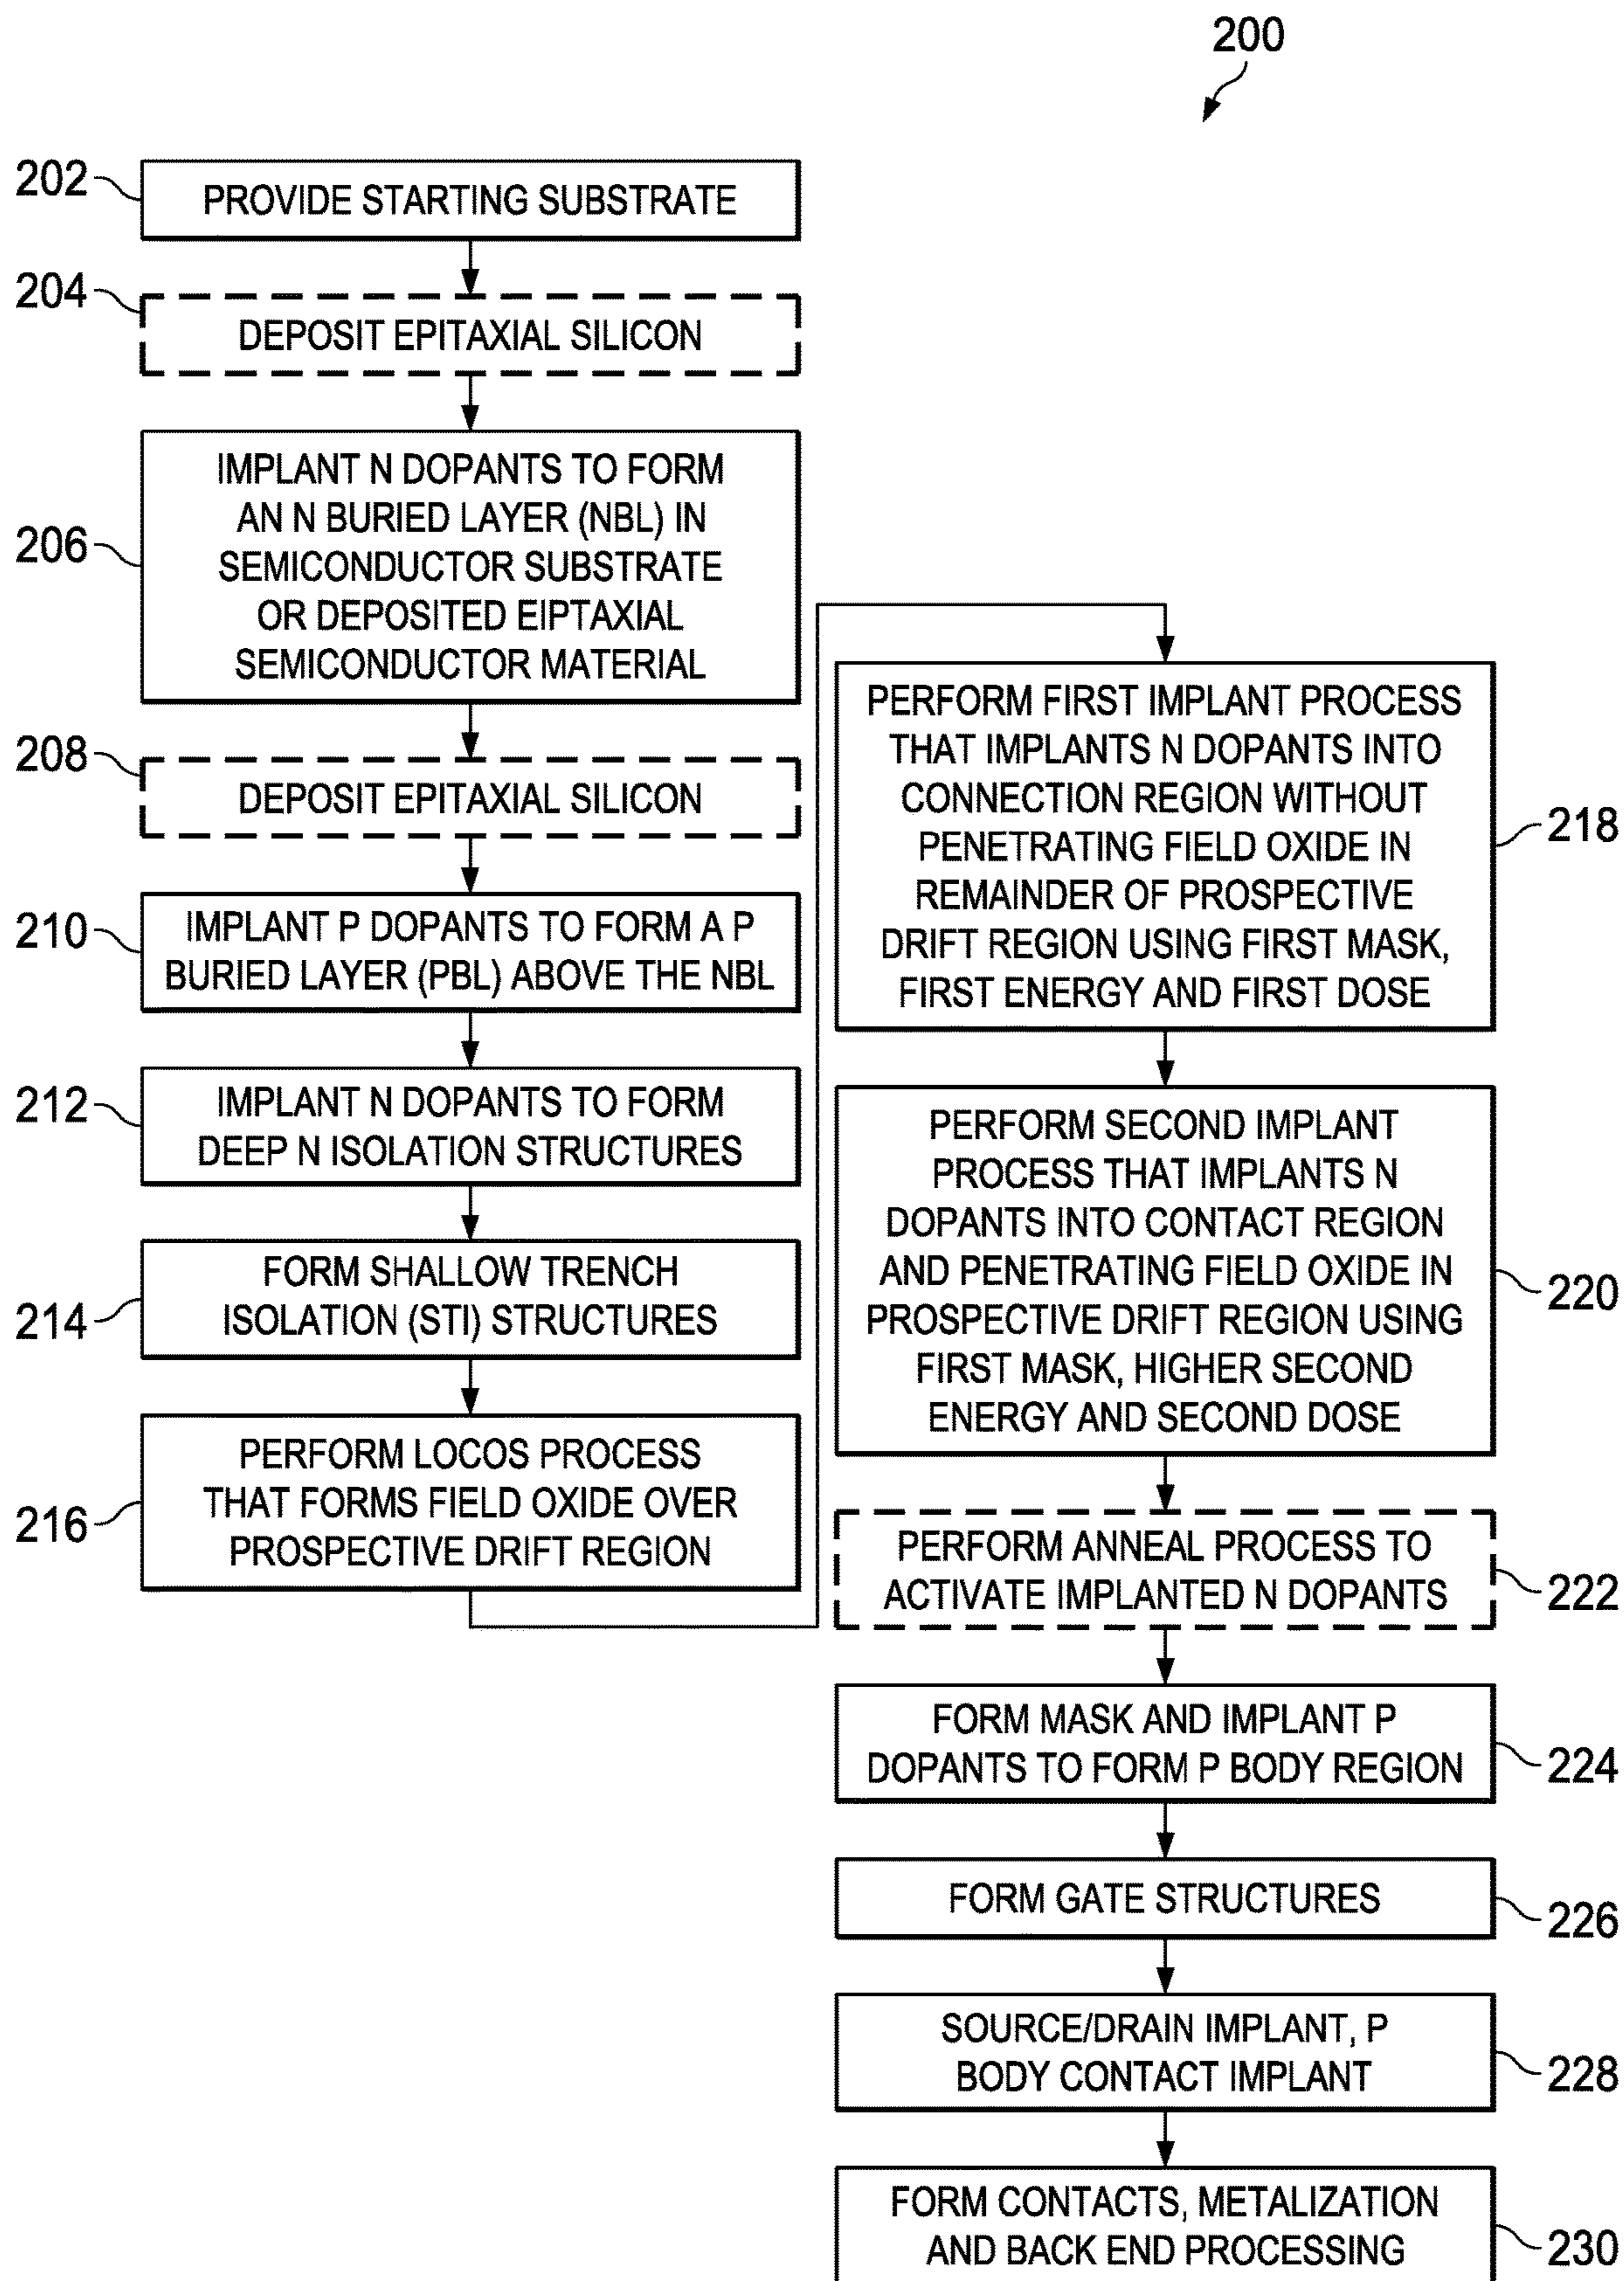 200
202
PROVIDE STARTING SUBSTRATE
204
DEPOSIT EPITAXIAL SILICON
206
IMPLANT N DOPANTS TO FORM
AN N BURIED LAYER (NBL) IN
SEMICONDUCTOR SUBSTRATE
OR DEPOSITED EIPTAXIAL
SEMICONDUCTOR MATERIAL
208
DEPOSIT EPITAXIAL SILICON
210
IMPLANT P DOPANTS TO FORM A P
BURIED LAYER (PBL) ABOVE THE NBL
212
IMPLANT N DOPANTS TO FORM
DEEP N ISOLATION STRUCTURES
214
FORM SHALLOW TRENCH
ISOLATION (STI) STRUCTURES
216
PERFORM LOCOS PROCESS
THAT FORMS FIELD OXIDE OVER
PROSPECTIVE DRIFT REGION
PERFORM FIRST IMPLANT PROCESS
THAT IMPLANTS N DOPANTS INTO
CONNECTION REGION WITHOUT
PENETRATING FIELD OXIDE IN
REMAINDER OF PROSPECTIVE
DRIFT REGION USING FIRST MASK,
FIRST ENERGY AND FIRST DOSE
218
PERFORM SECOND IMPLANT
PROCESS THAT IMPLANTS N
DOPANTS INTO CONTACT REGION
AND PENETRATING FIELD OXIDE IN
PROSPECTIVE DRIFT REGION USING
FIRST MASK, HIGHER SECOND
ENERGY AND SECOND DOSE
220
PERFORM ANNEAL PROCESS TO
ACTIVATE IMPLANTED N DOPANTS
222
FORM MASK AND IMPLANT P
DOPANTS TO FORM P BODY REGION
224
FORM GATE STRUCTURES
226
SOURCE/DRAIN IMPLANT, P
BODY CONTACT IMPLANT
228
FORM CONTACTS, METALIZATION
AND BACK END PROCESSING
230